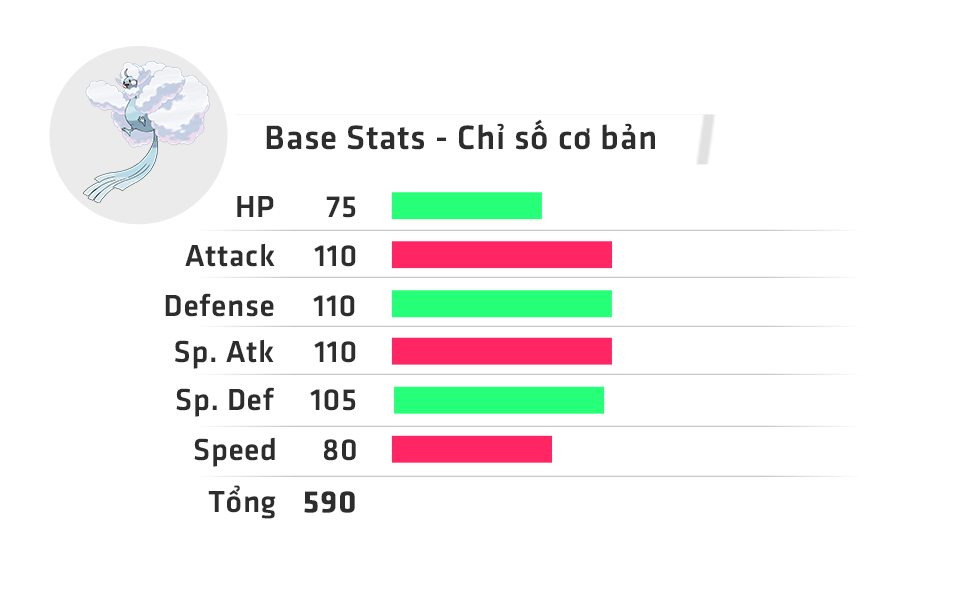 Base Stats - Chỉ số cơ bản
HP 75
Attack 110
Defense 110
Sp. Atk 110
Sp. Def 105
Speed 80
Tổng 590